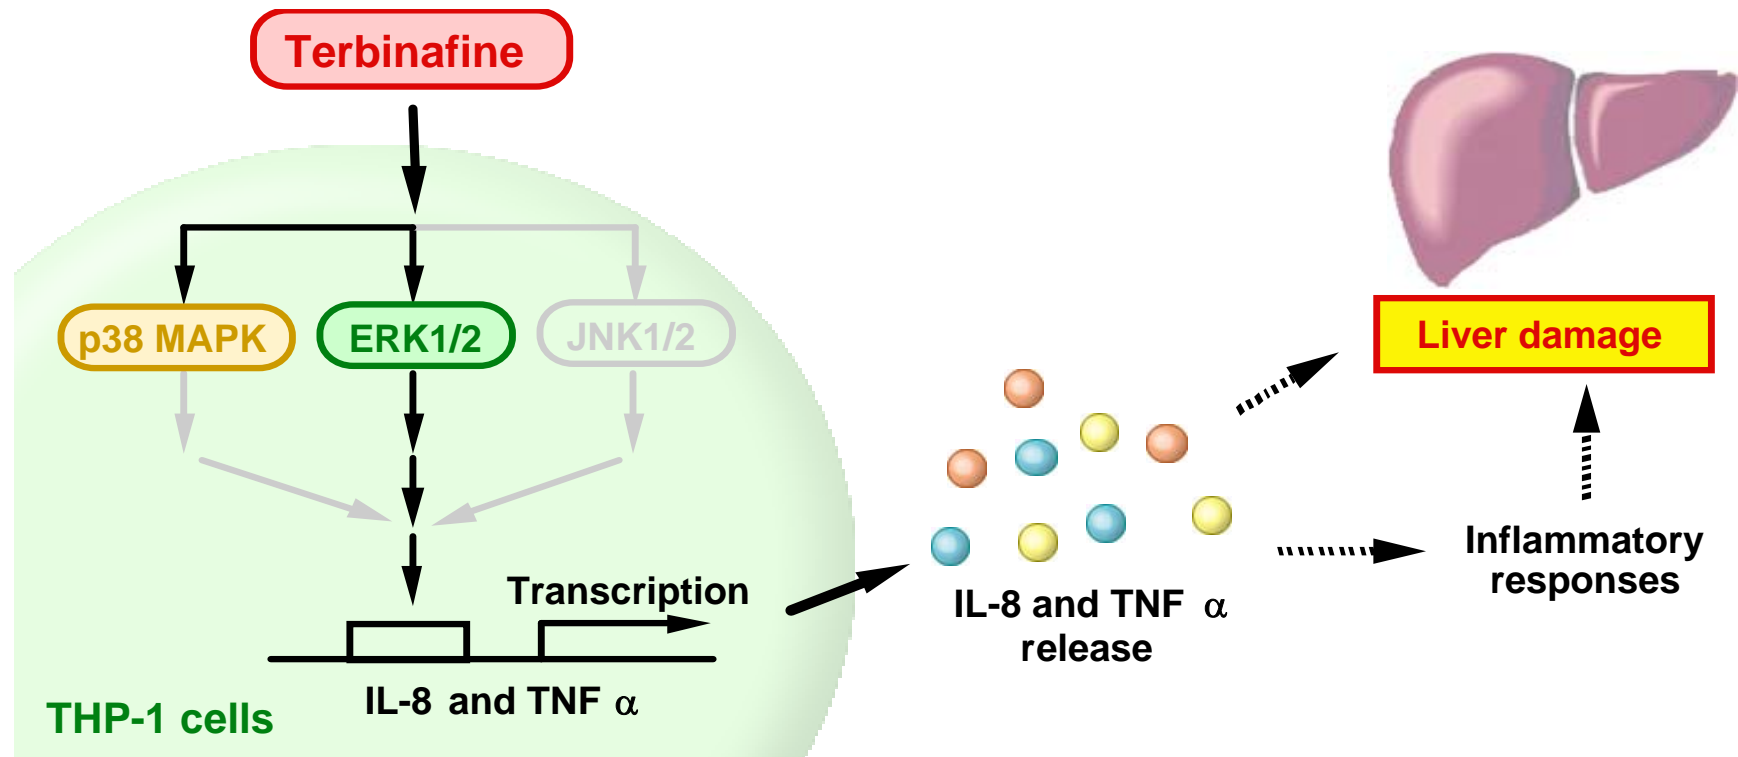 Terbinafine
p38 MAPK
ERK1/2
JNK1/2
Transcription
IL-8 and TNF α
THP-1 cells
IL-8 and TNF α
release
Inflammatory
responses
Liver damage